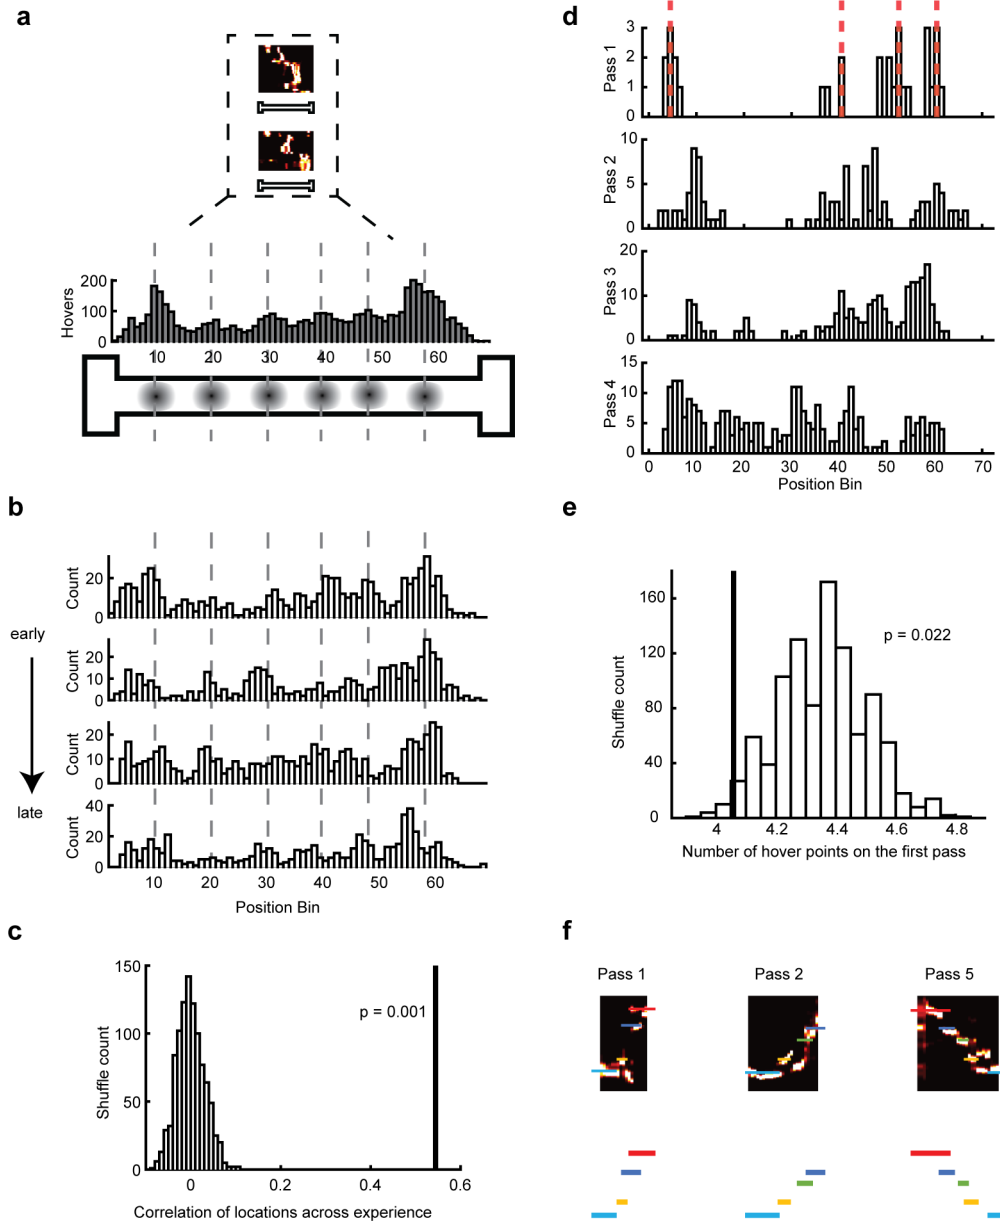 a
200
100
0
Hovers
10 20 30 40 50 60
b
early
late
20
0
Count
20
10
0
Count
20
10
0
Count
40
20
0
Count
10 20 30 40 50 60
Position Bin
c
150
100
50
0
Shuffle count
p = 0.001
0 0.2 0.4 0.6
Correlation of locations across experience
d
3
2
1
0
Pass 1
10
5
0
Pass 2
20
10
0
Pass 3
15
10
5
0
Pass 4
0 10 20 30 40 50 60 70
Position Bin
e
160
120
80
40
0
Shuffle count
p = 0.022
4 4.2 4.4 4.6 4.8
Number of hover points on the first pass
f
Pass 1 Pass 2 Pass 5